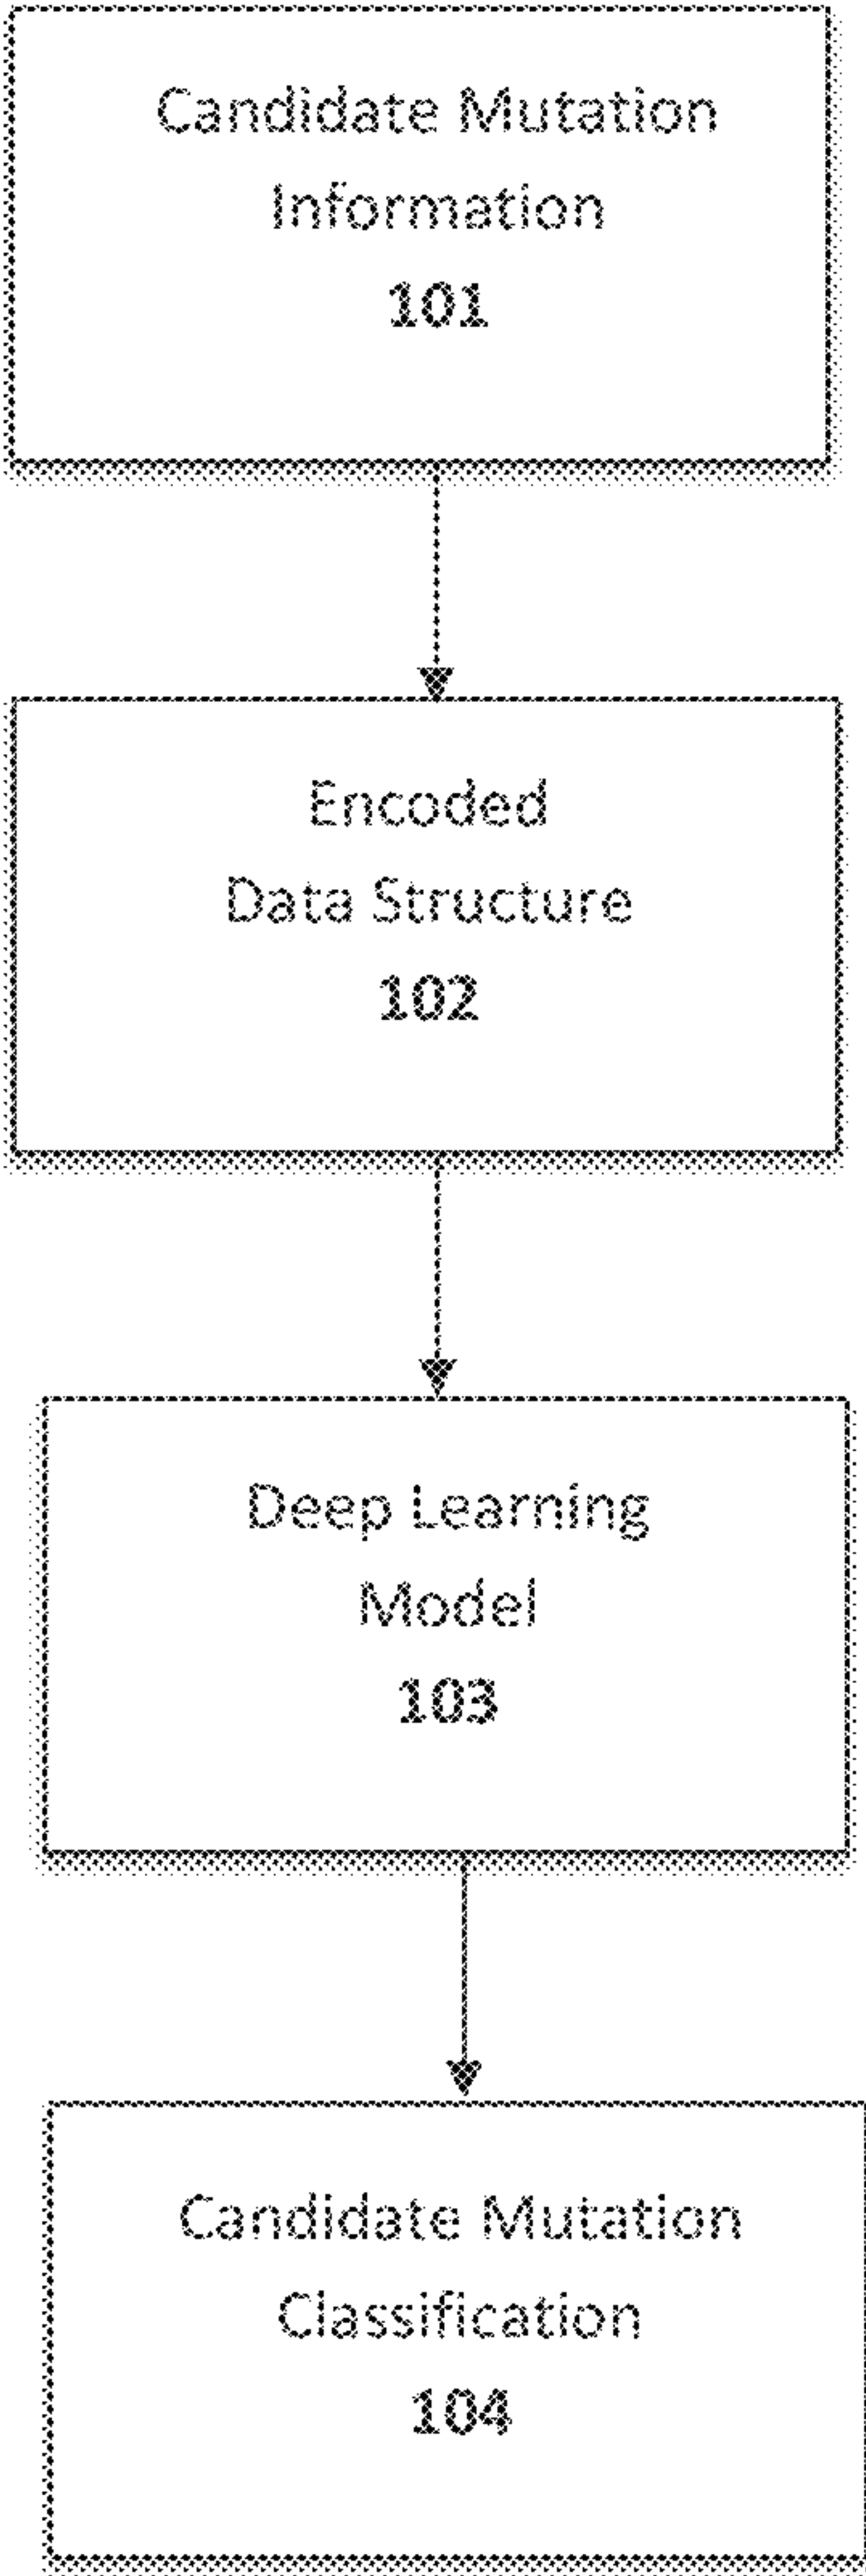 Candidate Mutation
Information
101
Encoded
Data Structure
102
Deep Learning
Model
103
Candidate Mutation
Classification
104